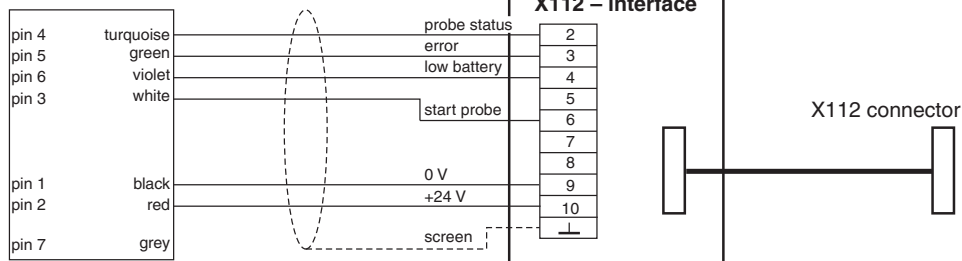 X112 – Interface
pin 4 turquoise probe status 2
pin 5 green error 3
pin 6 violet low battery 4
pin 3 white 5
start probe 6
X112 connector
7
8
pin 1 black 0 V 9
pin 2 red +24 V 10
pin 7 grey screen